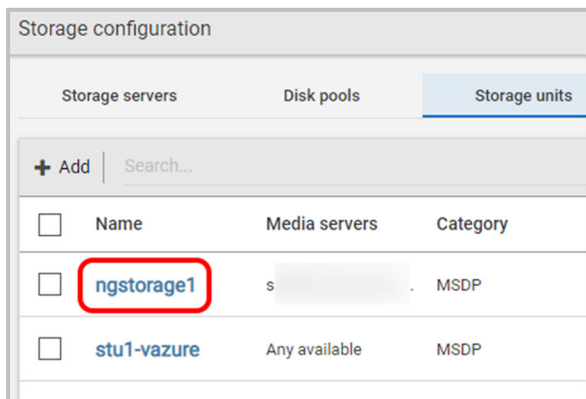 Storage configuration
Storage servers Disk pools Storage units
+ Add Search...
Name Media servers Category
ngstorage1 s . MSDP
stu1-vazure Any available MSDP